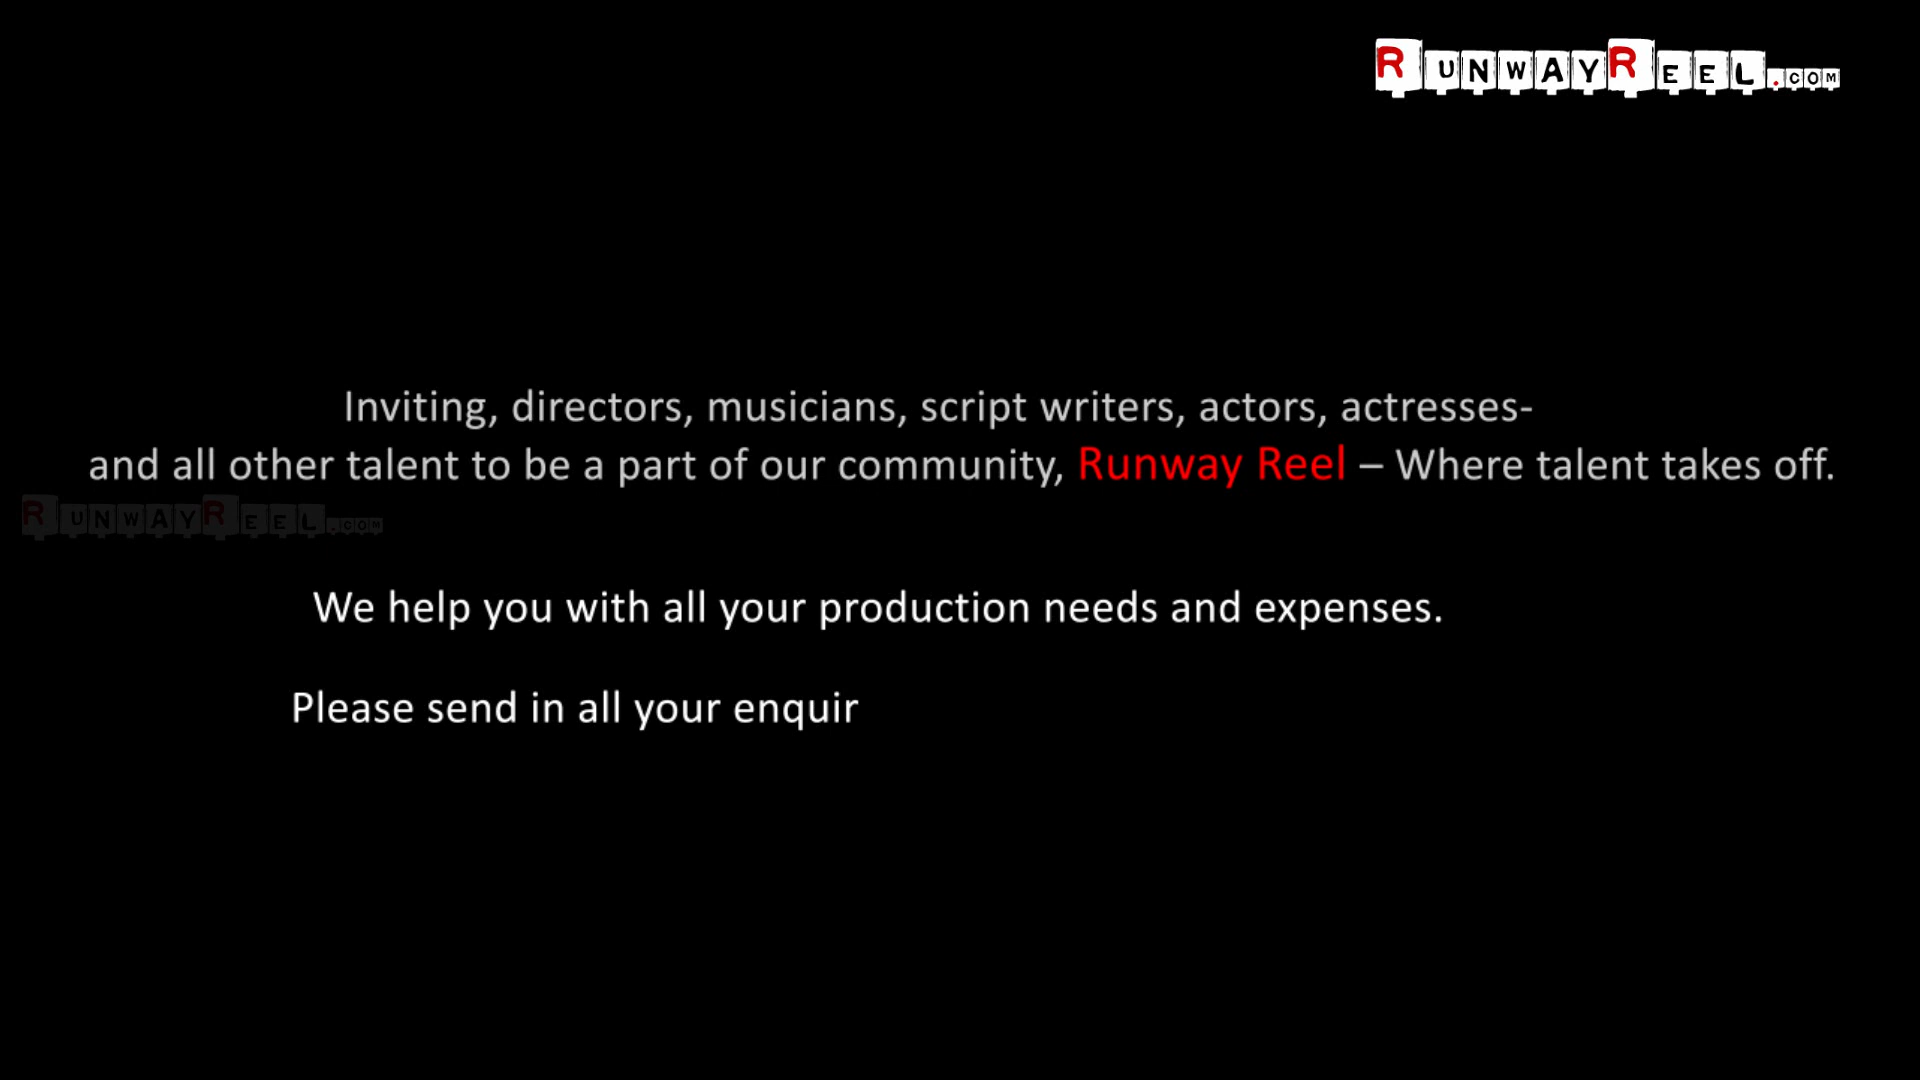 RUNWAYREEL.COM
Inviting, directors, musicians, script writers, actors, actresses-
and all other talent to be a part of our community, Runway Reel – Where talent takes off.
RUNWAYREEL.COM
We help you with all your production needs and expenses.
Please send in all your enquir